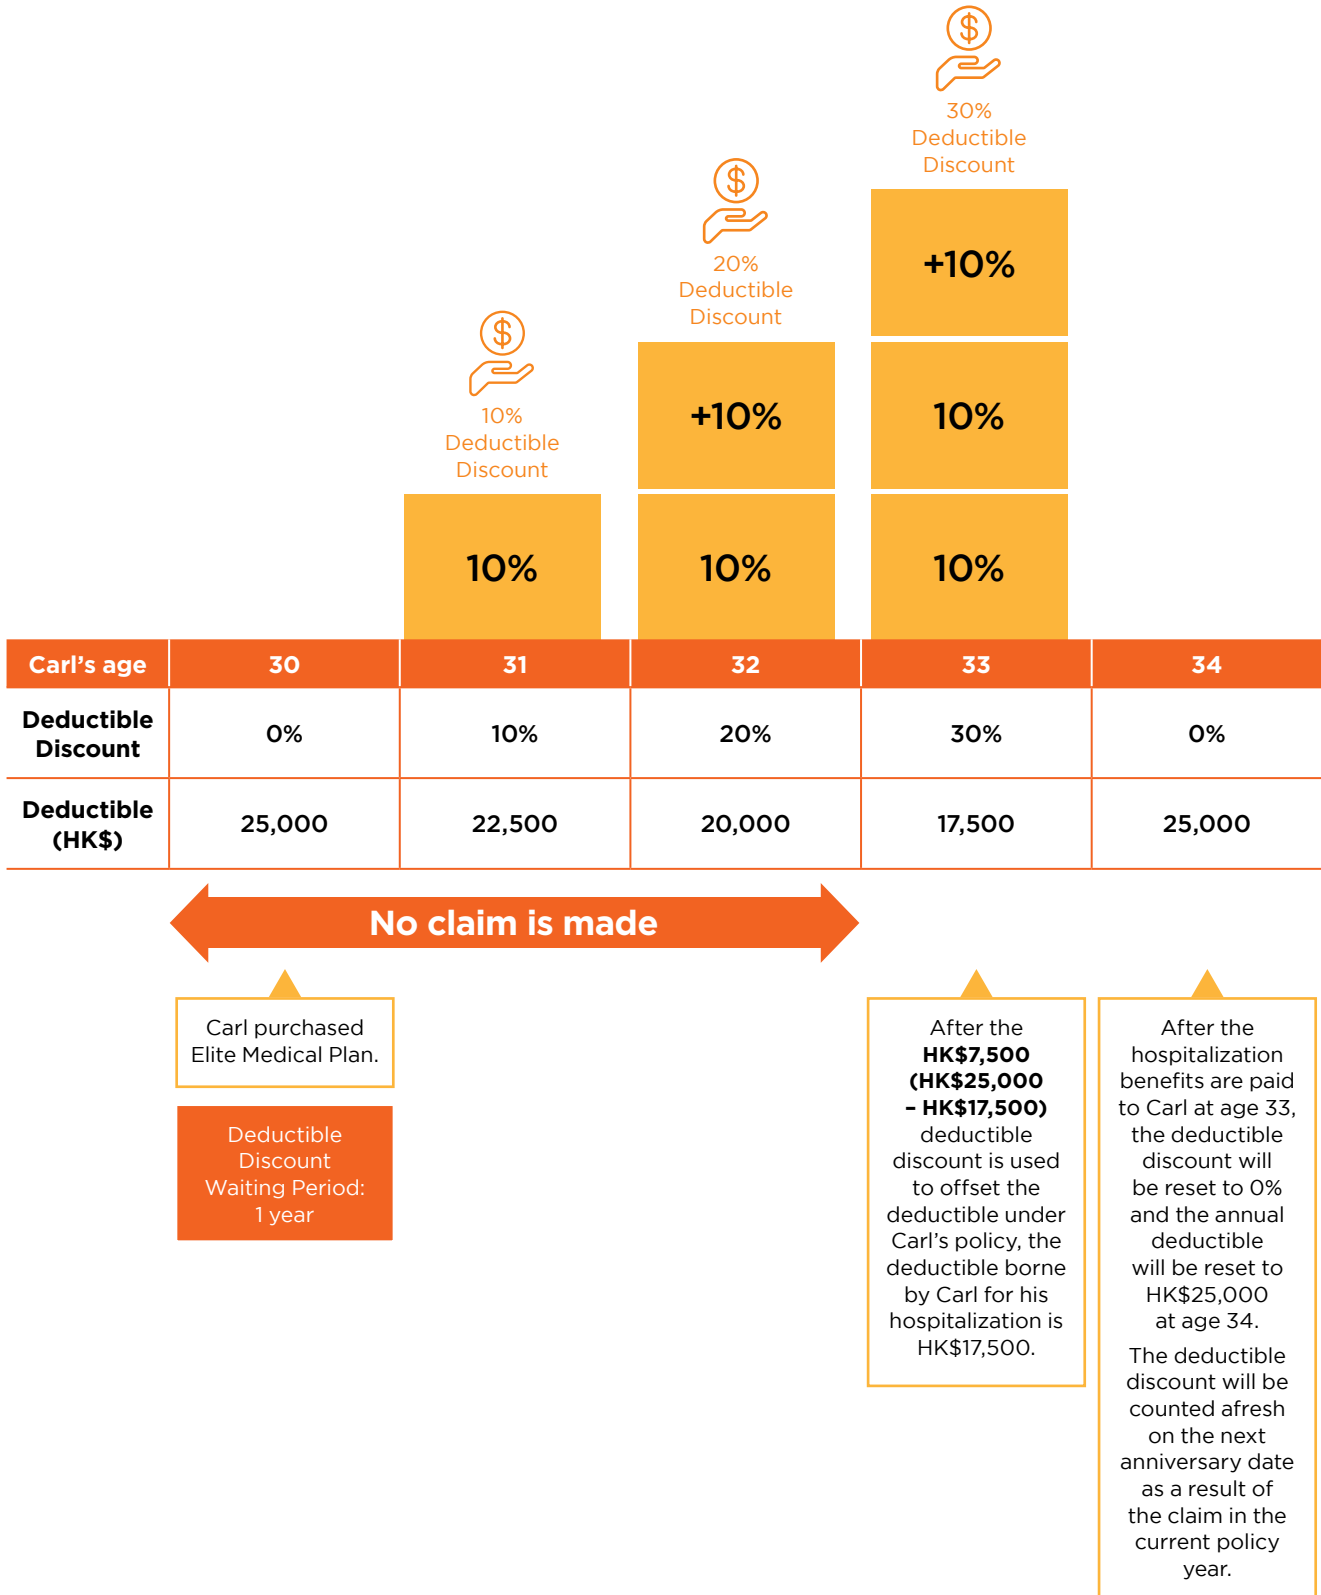 $
30%
Deductible
Discount
+10%
10%
10%
$
20%
Deductible
Discount
+10%
10%
$
10%
Deductible
Discount
10%
Carl's age 30 31 32 33 34
Deductible
Discount
0% 10% 20% 30% 0%
Deductible
(HK$)
25,000 22,500 20,000 17,500 25,000
No claim is made
Carl purchased
Elite Medical Plan.
Deductible
Discount
Waiting Period:
1 year
After the
HK$7,500
(HK$25,000
– HK$17,500)
deductible
discount is used
to offset the
deductible under
Carl's policy, the
deductible borne
by Carl for his
hospitalization is
HK$17,500.
After the
hospitalization
benefits are paid
to Carl at age 33,
the deductible
discount will
be reset to 0%
and the annual
deductible
will be reset to
HK$25,000
at age 34.
The deductible
discount will be
counted afresh
on the next
anniversary date
as a result of
the claim in the
current policy
year.